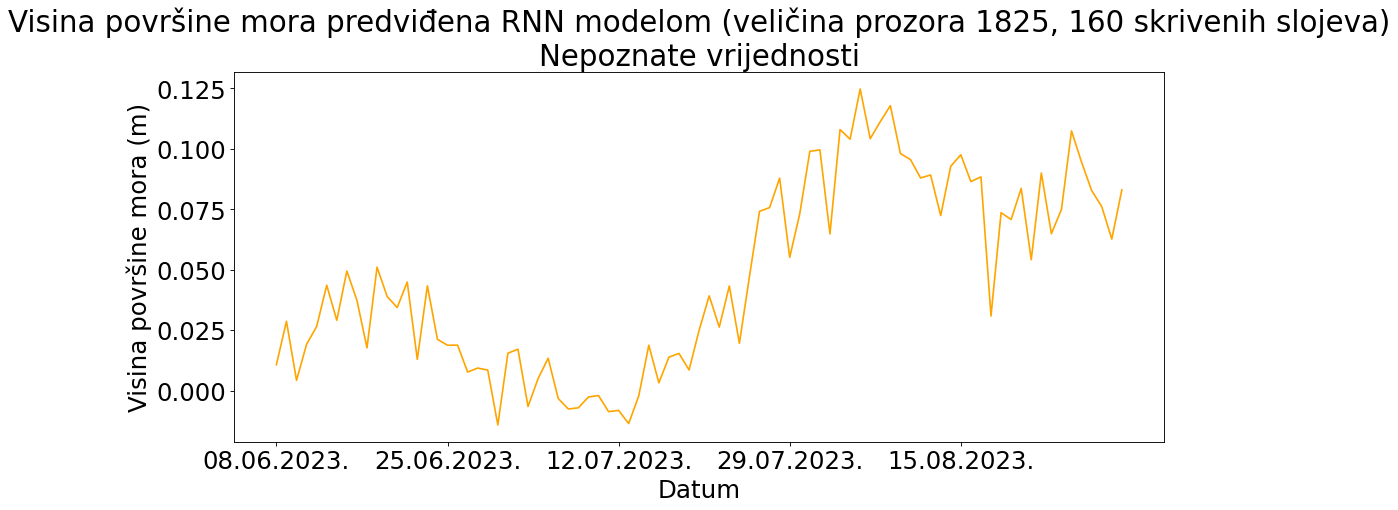 Visina površine mora predviđena RNN modelom (veličina prozora 1825, 160 skrivenih slojeva)
Nepoznate vrijednosti
Visina površine mora (m)
0.125
0.100
0.075
0.050
0.025
0.000
08.06.2023. 25.06.2023. 12.07.2023. 29.07.2023. 15.08.2023.
Datum